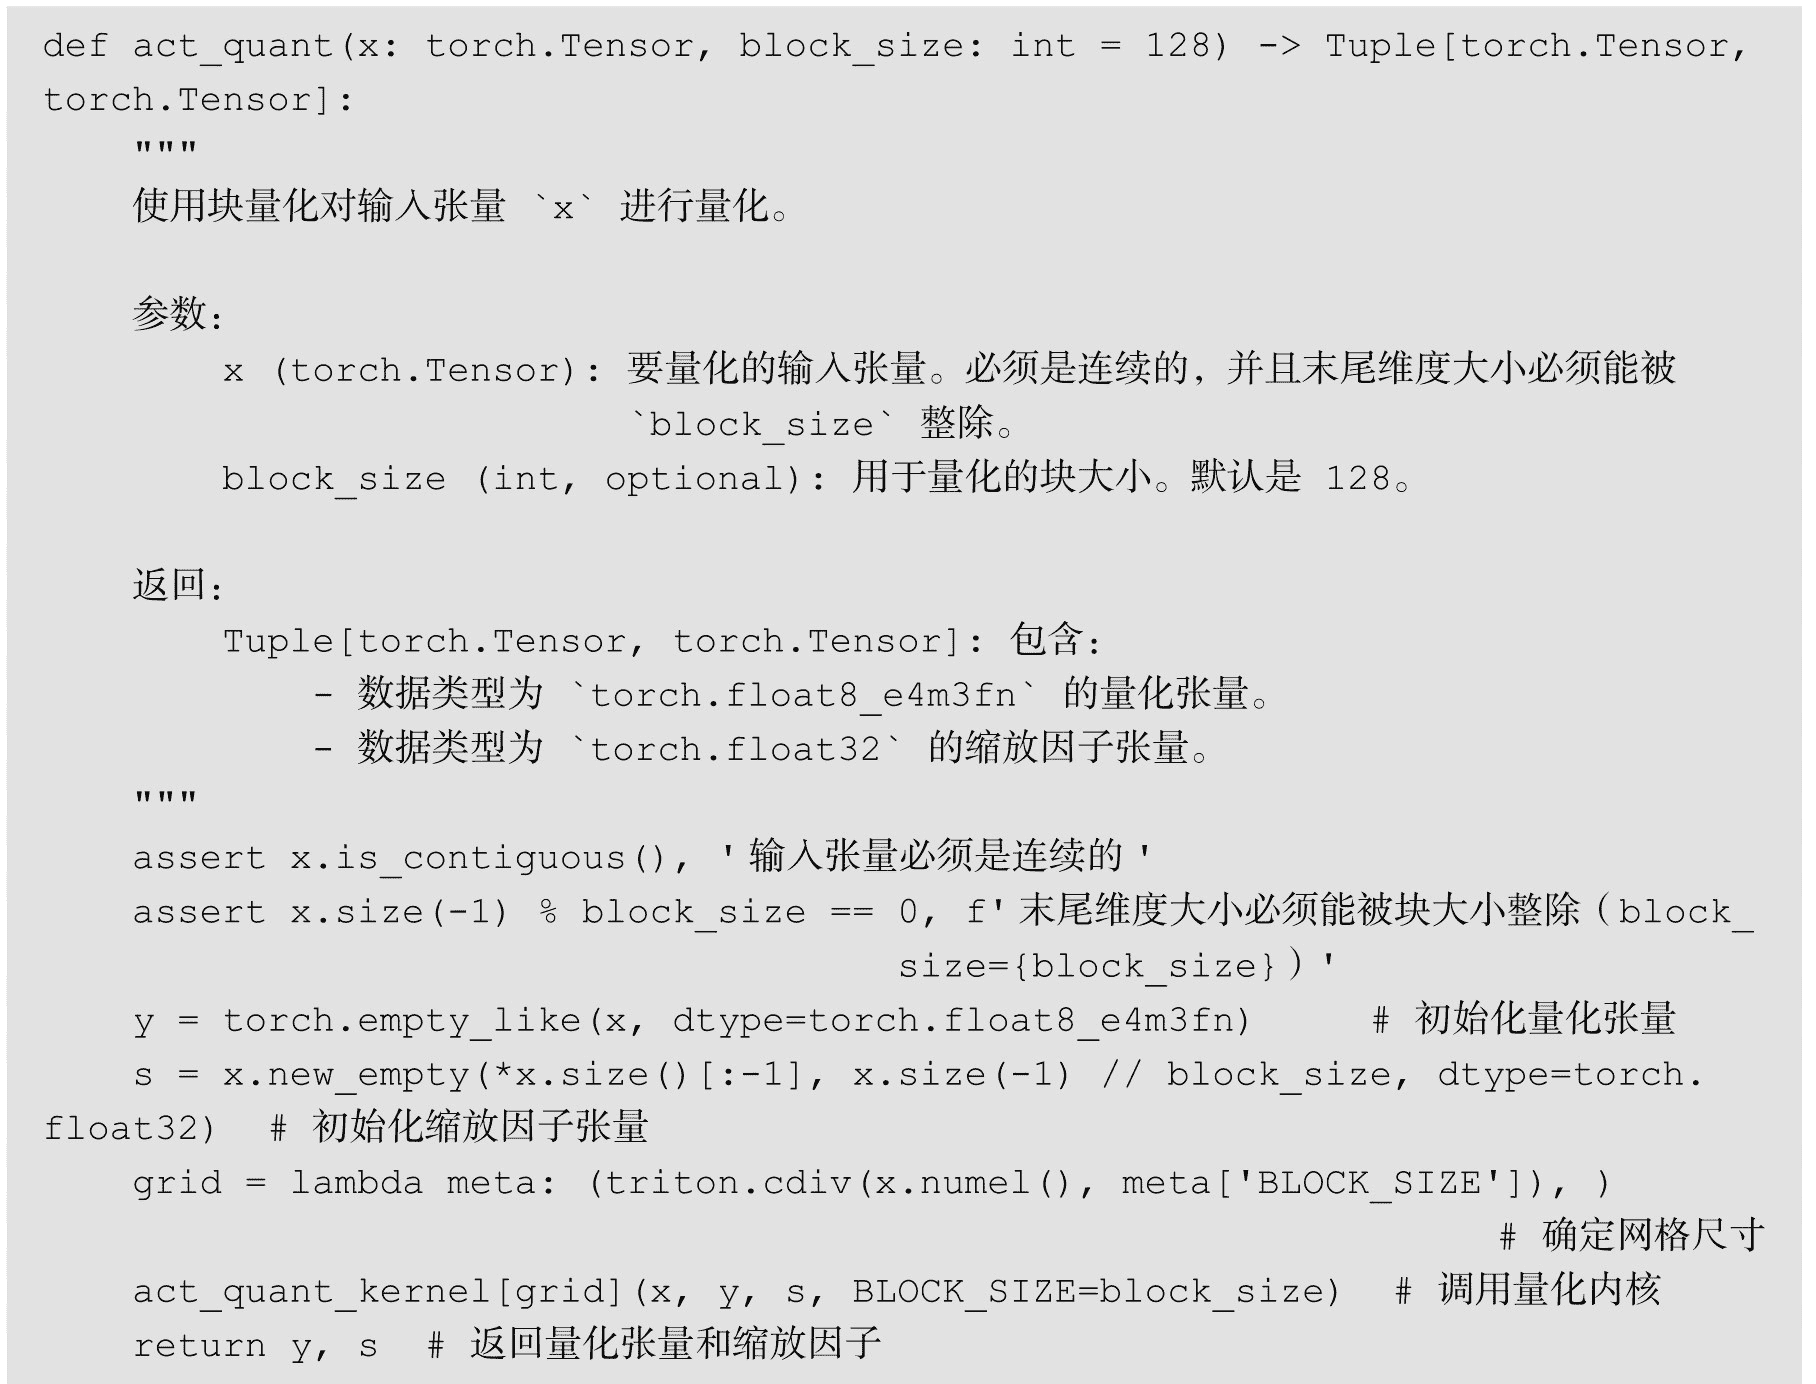 def act_quant(x: torch.Tensor, block_size: int = 128) -> Tuple[torch.Tensor,
torch.Tensor]:
    """
    使用块量化对输入张量 `x` 进行量化。

    参数：
        x (torch.Tensor): 要量化的输入张量。必须是连续的，并且末尾维度大小必须能被
                          `block_size` 整除。
        block_size (int, optional): 用于量化的块大小。默认是 128。

    返回：
        Tuple[torch.Tensor, torch.Tensor]: 包含：
            - 数据类型为 `torch.float8_e4m3fn` 的量化张量。
            - 数据类型为 `torch.float32` 的缩放因子张量。
    """
    assert x.is_contiguous(), '输入张量必须是连续的'
    assert x.size(-1) % block_size == 0, f'末尾维度大小必须能被块大小整除（block_
                                      size={block_size}）'
    y = torch.empty_like(x, dtype=torch.float8_e4m3fn)     # 初始化量化张量
    s = x.new_empty(*x.size()[:-1], x.size(-1) // block_size, dtype=torch.
float32)  # 初始化缩放因子张量
    grid = lambda meta: (triton.cdiv(x.numel(), meta['BLOCK_SIZE']), )
                                                                # 确定网格尺寸
    act_quant_kernel[grid](x, y, s, BLOCK_SIZE=block_size)  # 调用量化内核
    return y, s  # 返回量化张量和缩放因子